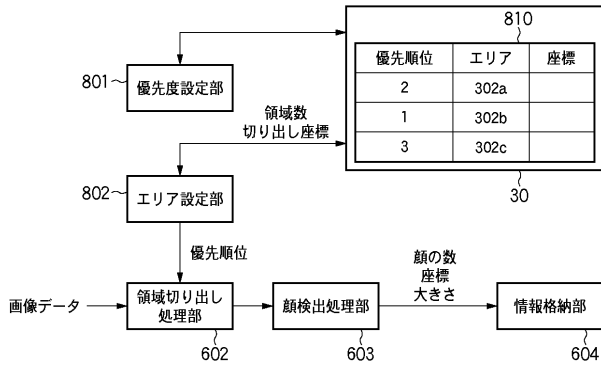 810
優先順位 エリア 座標
2 302a
1 302b
3 302c
30
801
優先度設定部
領域数
切り出し座標
802
エリア設定部
優先順位
画像データ
領域切り出し
処理部
602
顔検出処理部
603
顔の数
座標
大きさ
情報格納部
604